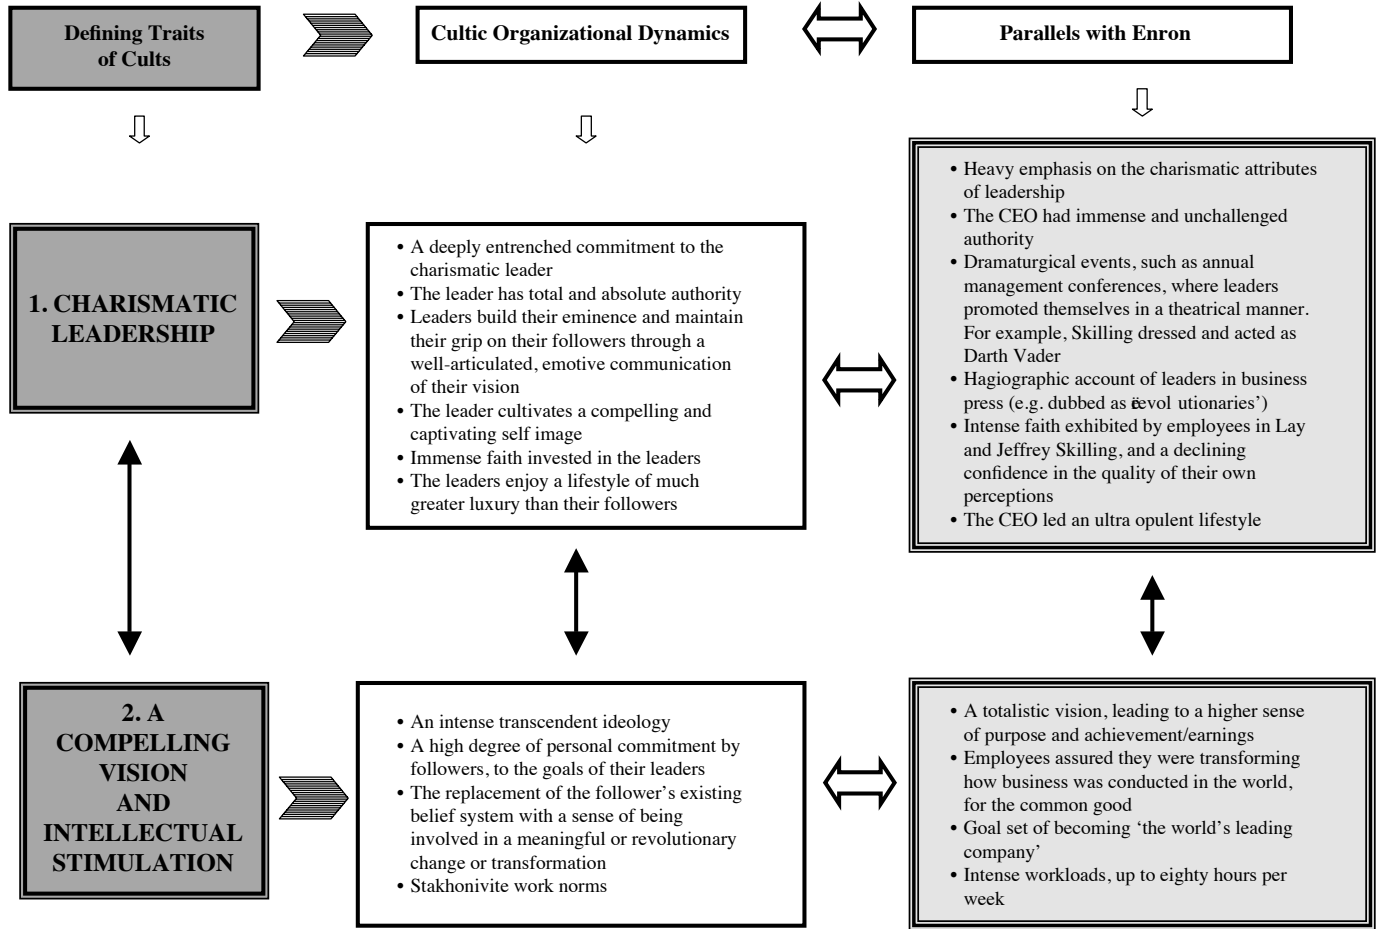 Defining Traits
of Cults
Cultic Organizational Dynamics
Parallels with Enron
1. CHARISMATIC
LEADERSHIP
• A deeply entrenched commitment to the
charismatic leader
• The leader has total and absolute authority
• Leaders build their eminence and maintain
their grip on their followers through a
well-articulated, emotive communication
of their vision
• The leader cultivates a compelling and
captivating self image
• Immense faith invested in the leaders
• The leaders enjoy a lifestyle of much
greater luxury than their followers
• Heavy emphasis on the charismatic attributes
of leadership
• The CEO had immense and unchallenged
authority
• Dramaturgical events, such as annual
management conferences, where leaders
promoted themselves in a theatrical manner.
For example, Skilling dressed and acted as
Darth Vader
• Hagiographic account of leaders in business
press (e.g. dubbed as ëevol utionaries’)
• Intense faith exhibited by employees in Lay
and Jeffrey Skilling, and a declining
confidence in the quality of their own
perceptions
• The CEO led an ultra opulent lifestyle
2. A
COMPELLING
VISION
AND
INTELLECTUAL
STIMULATION
• An intense transcendent ideology
• A high degree of personal commitment by
followers, to the goals of their leaders
• The replacement of the follower’s existing
belief system with a sense of being
involved in a meaningful or revolutionary
change or transformation
• Stakhonivite work norms
• A totalistic vision, leading to a higher sense
of purpose and achievement/earnings
• Employees assured they were transforming
how business was conducted in the world,
for the common good
• Goal set of becoming ‘the world’s leading
company’
• Intense workloads, up to eighty hours per
week